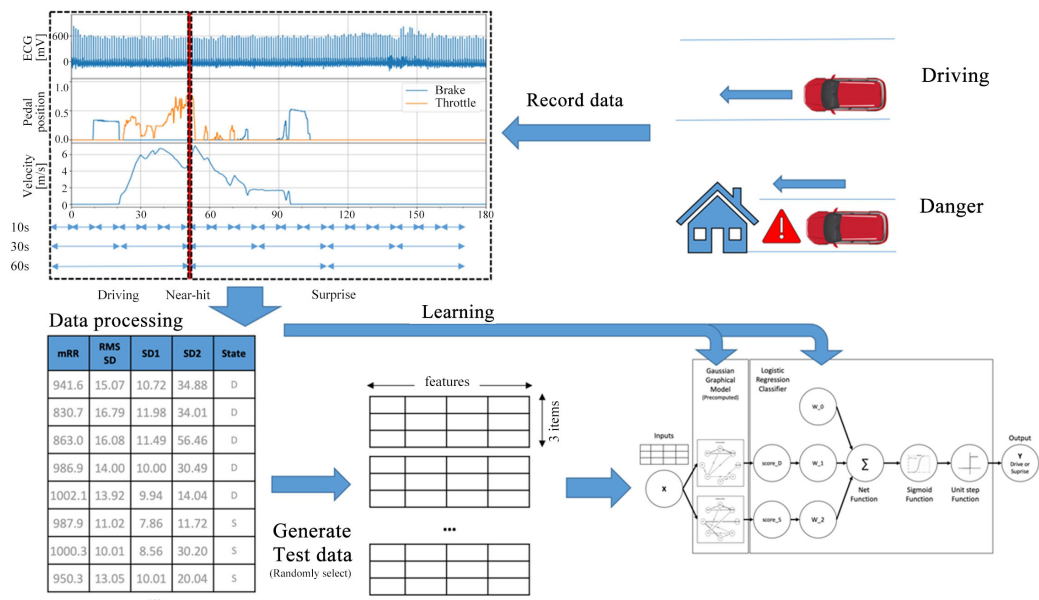 ECG
[mV]
600
0
Pedal
position
1.0
0.5
0.0
Brake
Throttle
Velocity
[m/s]
6
4
2
0
0
30
60
90
120
150
180
10s
30s
60s
Driving
Near-hit
Surprise
Record data
Driving
Danger
!
Data processing
Learning
mRR
RMS SD
SD1
SD2
State
941.6 15.07 10.72 34.88 D
830.7 16.79 11.98 34.01 D
863.0 16.08 11.49 56.46 D
986.9 14.00 10.00 30.49 D
1002.1 13.92 9.94 14.04 D
987.9 11.02 7.86 11.72 S
1000.3 10.01 8.56 30.20 S
950.3 13.05 10.01 20.04 S
Generate
Test data
(Randomly select)
features
3 items
...
Inputs
X
Gaussian
Graphical
Model
(Precomputed)
Logistic
Regression
Classifier
W_0
score_D
W_1
score_S
W_2
Σ
Net
Function
Sigmoid
Function
Unit step
Function
Output
Y
Drive or
Suprise